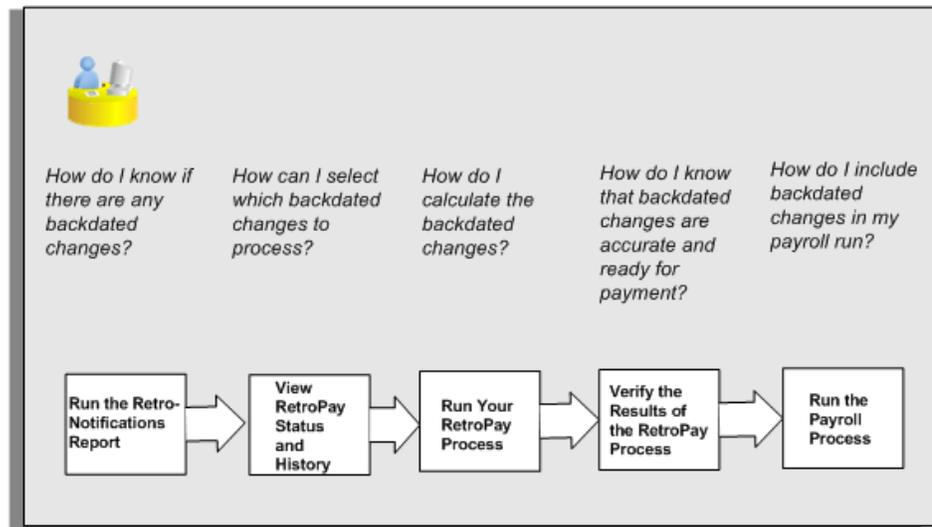 How do I know if
there are any
backdated
changes?
How can I select
which backdated
changes to
process?
How do I
calculate the
backdated
changes?
How do I know
that backdated
changes are
accurate and
ready for
payment?
How do I include
backdated
changes in my
payroll run?
Run the Retro-
Notifications
Report
View
RetroPay
Status
and
History
Run Your
RetroPay
Process
Verify the
Results of
the RetroPay
Process
Run the
Payroll
Process